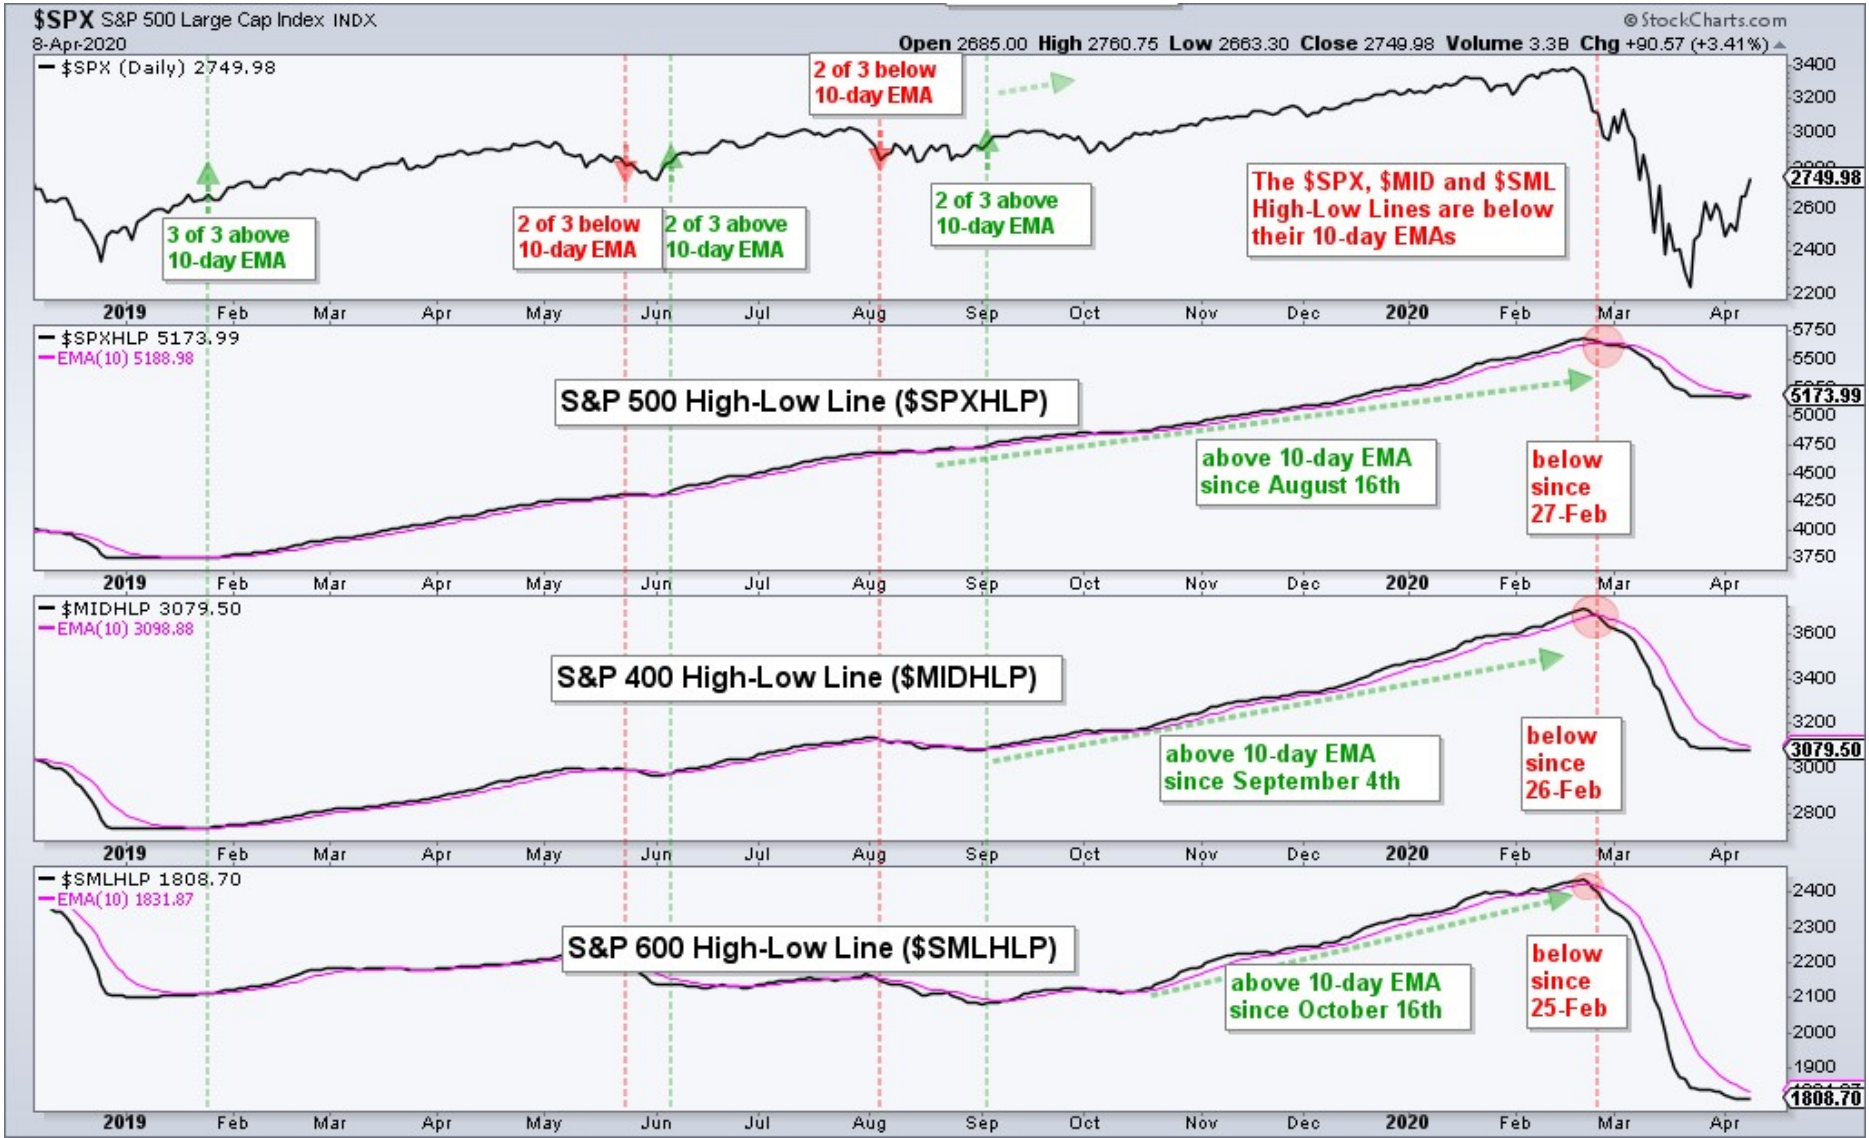 $SPX S&P 500 Large Cap Index INDX
© StockCharts.com
8-Apr-2020
Open 2685.00 High 2760.75 Low 2663.30 Close 2749.98 Volume 3.3B Chg +90.57 (+3.41%)
$SPX (Daily) 2749.98
2 of 3 below
10-day EMA
3 of 3 above
10-day EMA
2 of 3 below
10-day EMA
2 of 3 above
10-day EMA
2 of 3 above
10-day EMA
The $SPX, $MID and $SML
High-Low Lines are below
their 10-day EMAs
3400
3200
3000
2749.98
2600
2400
2200
2019 Feb Mar Apr May Jun Jul Aug Sep Oct Nov Dec 2020 Feb Mar Apr
$SPXHLP 5173.99
EMA(10) 5188.98
S&P 500 High-Low Line ($SPXHLP)
above 10-day EMA
since August 16th
below
since
27-Feb
5750
5500
5173.99
5000
4750
4500
4250
4000
3750
2019 Feb Mar Apr May Jun Jul Aug Sep Oct Nov Dec 2020 Feb Mar Apr
$MIDHLP 3079.50
EMA(10) 3098.88
S&P 400 High-Low Line ($MIDHLP)
above 10-day EMA
since September 4th
below
since
26-Feb
3600
3400
3200
3079.50
3000
2800
2019 Feb Mar Apr May Jun Jul Aug Sep Oct Nov Dec 2020 Feb Mar Apr
$SMLHLP 1808.70
EMA(10) 1831.87
S&P 600 High-Low Line ($SMLHLP)
above 10-day EMA
since October 16th
below
since
25-Feb
2400
2300
2200
2100
2000
1900
1808.70
2019 Feb Mar Apr May Jun Jul Aug Sep Oct Nov Dec 2020 Feb Mar Apr